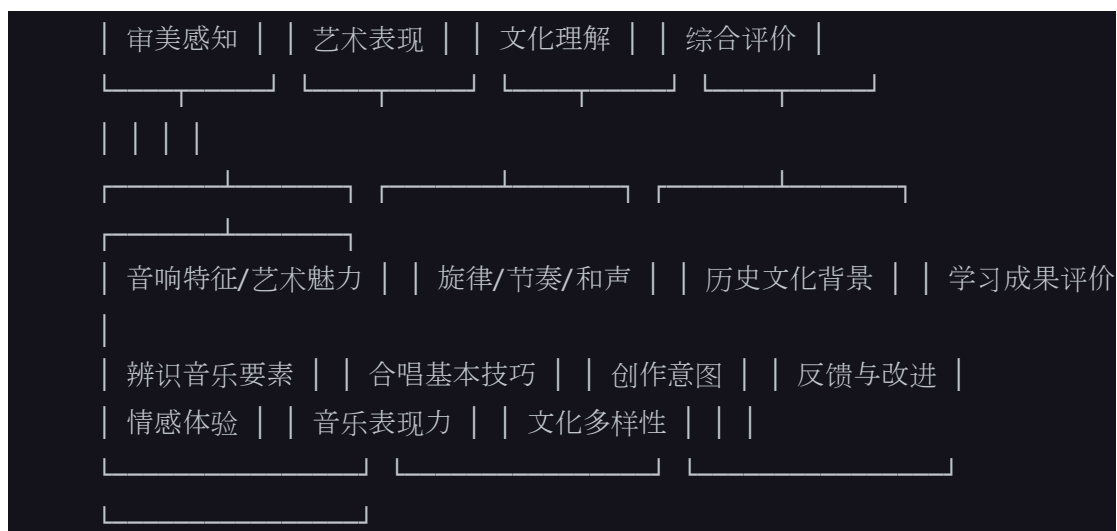 │ 审美感知 │ │ 艺术表现 │ │ 文化理解 │ │ 综合评价 │
└────┬─────┘ └────┬─────┘ └────┬─────┘ └────┬─────┘
│ │ │ │
┌───────┴───────┐ ┌───────┴───────┐ ┌───────┴───────┐
┌───────┴───────┐
│ 音响特征/艺术魅力 │ │ 旋律/节奏/和声 │ │ 历史文化背景 │ │ 学习成果评价
│
│ 辨识音乐要素 │ │ 合唱基本技巧 │ │ 创作意图 │ │ 反馈与改进 │
│ 情感体验 │ │ 音乐表现力 │ │ 文化多样性 │ │ │
└────────────────┘ └────────────────┘ └────────────────┘
└────────────────┘